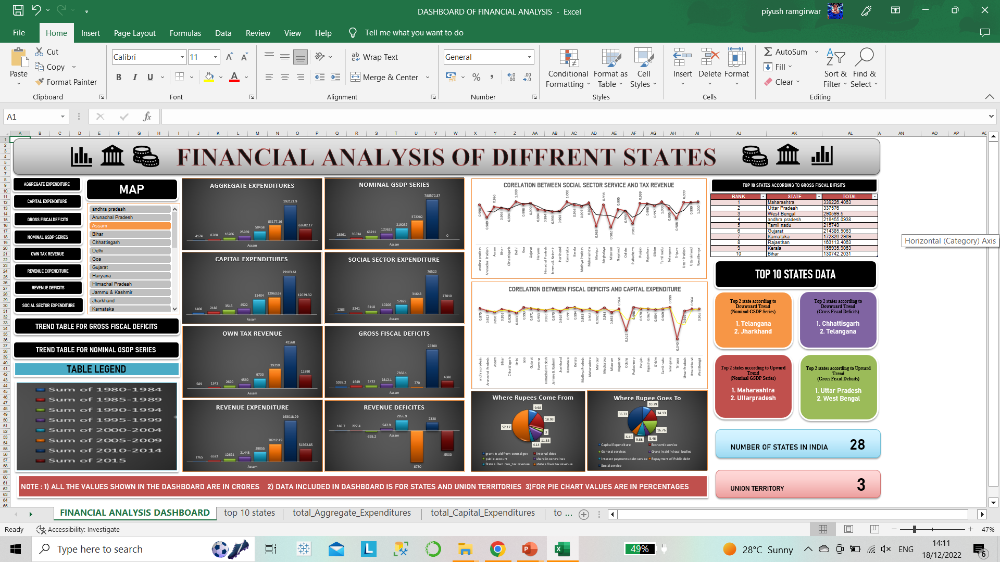 DASHBOARD OF FINANCIAL ANALYSIS - Excel
piyush ramgirwar
File Home Insert Page Layout Formulas Data Review View Help Tell me what you want to do
Cut
Copy
Format Painter
Paste
Clipboard
Calibri 11
B I U
Font
Wrap Text
Merge & Center
Alignment
General
Number
Conditional Formatting
Format as Table
Cell Styles
Styles
Insert Delete Format
Cells
AutoSum
Fill
Clear
Sort & Filter
Find & Select
Editing
A1
fx
FINANCIAL ANALYSIS OF DIFFRENT STATES
AGGREGATE EXPENDITURE
CAPITAL EXPENDITURE
GROSS FISCALDEFICITS
NOMINAL GSDP SERIES
OWN TAX REVENUE
REVENUE EXPENDITURE
REVENUE DEFICITS
SOCIAL SECTOR EXPENDITURE
MAP
andhra pradesh
Arunachal Pradesh
Assam
Bihar
Chhattisgarh
Delhi
Goa
Gujarat
Haryana
Himachal Pradesh
Jammu & Kashmir
Jharkhand
Karnataka
TREND TABLE FOR GROSS FISCAL DEFICITS
TREND TABLE FOR NOMINAL GSDP SERIES
TABLE LEGEND
Sum of 1980-1984
Sum of 1985-1989
Sum of 1990-1994
Sum of 1995-1999
Sum of 2000-2004
Sum of 2005-2009
Sum of 2010-2014
Sum of 2015
AGGREGATE EXPENDITURES
4174 8708 16206 25969 50458 83177.16 192121.9 63602.17
Assam
NOMINAL GSDP SERIES
18861 35534 68211 123625 219237 372202 788570.37 0
Assam
CAPITAL EXPENDITURES
1408 2188 3515 4522 11404 12963.67 29103.61 12039.32
Assam
SOCIAL SECTOR EXPENDITURE
1283 3241 6118 10206 17829 31648 76520 27810
Assam
OWN TAX REVENUE
589 1341 2690 4560 9700 19210 41560 12890
Assam
GROSS FISCAL DEFICITS
1038.2 1649 1723 2812.1 7368.1 770 25200 4680
Assam
REVENUE EXPENDITURE
2765 6522 12691 21448 39055 70212.49 163018.29 51562.85
Assam
REVENUE DEFICITES
188.7 227.4 -395.2 542.9 2956.9 -8780 2320 -5500
Assam
CORELATION BETWEEN SOCIAL SECTOR SERVICE AND TAX REVENUE
CORELATION BETWEEN FISCAL DEFICITS AND CAPITAL EXPENDITURE
Where Rupees Come From
9.98 18.93 3 11.83 4.14 52.12
grant in aid from central gov internal debt
public account share in central tax
State's Own non_tax revenue state's Own tax revenue
Where Rupee Goes To
10.29 14.13 16.76 5.46 9.68 6.46 36.72
Capital Expenditure Economic service
General services Grant in aid in local bodies
Interest payments debt service Repayment of Public debt
Social service
TOP 10 STATES ACCORDING TO GROSS FISCAL DIFISITS
RANK STATE TOTAL
1 Maharashtra 339226.4063
2 Uttar Pradesh 337576
3 West Bengal 290599.5
4 andhra pradesh 218455.0938
5 Tamil nadu 215749
6 Gujarat 214385.9063
7 Karnataka 172826.2969
8 Rajasthan 163113.4063
9 Kerala 156935.9063
10 Bihar 130742.2031
Horizontal (Category) Axis
TOP 10 STATES DATA
Top 2 state according to
Downward Trend
(Nominal GSDP Series)
1. Telangana
2. Jharkhand
Top 2 states according to
Downward Trend
(Gross Fiscal Deficits)
1. Chhattisgarh
2. Telangana
Top 2 states according to Upward
Trend
(Nominal GSDP Series)
1. Maharashtra
2. Uttarpradesh
Top 2 states according to Upward
Trend
(Gross Fiscal Deficits)
1. Uttar Pradesh
2. West Bengal
NUMBER OF STATES IN INDIA 28
UNION TERRITORY 3
NOTE : 1) ALL THE VALUES SHOWN IN THE DASHBOARD ARE IN CRORES 2) DATA INCLUDED IN DASHBOARD IS FOR STATES AND UNION TERRITORIES 3)FOR PIE CHART VALUES ARE IN PERCENTAGES
FINANCIAL ANALYSIS DASHBOARD top 10 states total_Aggregate_Expenditures total_Capital_Expenditures to ...
Ready Accessibility: Investigate 47%
Type here to search
49%
28°C Sunny
ENG
14:11
18/12/2022
6